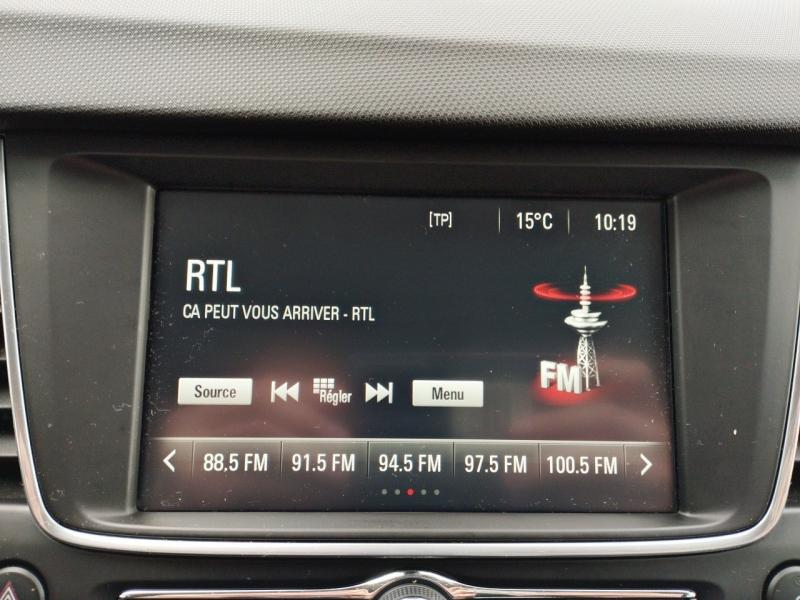 [TP] 15°C 10:19
RTL
CA PEUT VOUS ARRIVER - RTL
FM
Source Régler Menu
88.5 FM 91.5 FM 94.5 FM 97.5 FM 100.5 FM